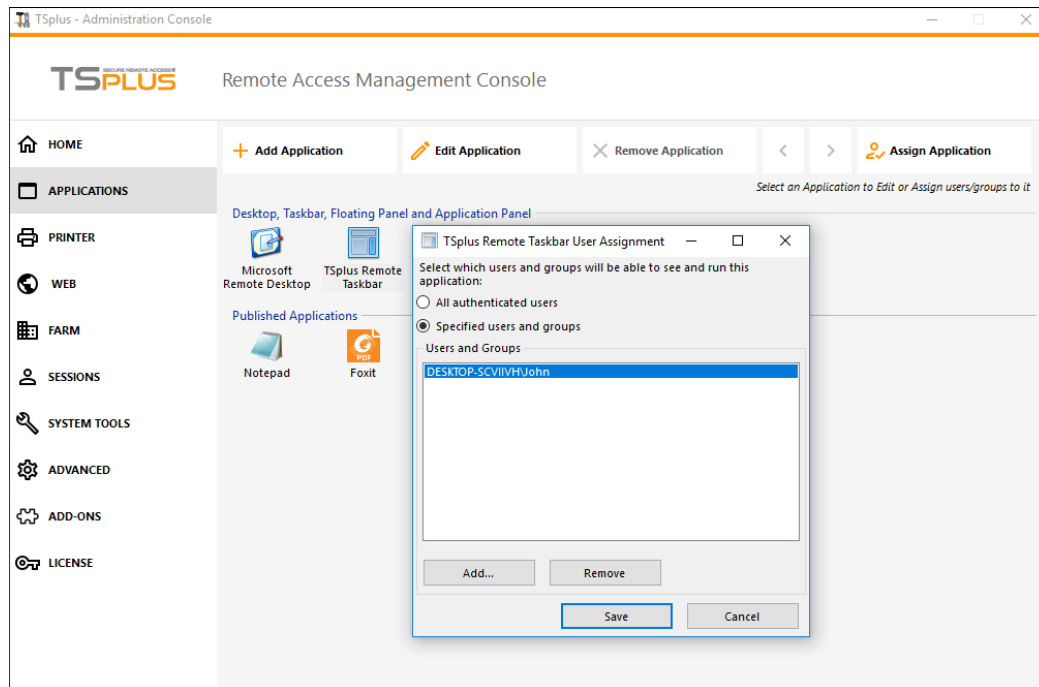 TSplus - Administration Console
TSPLUS
SECURE REMOTE ACCESS
Remote Access Management Console
HOME
APPLICATIONS
PRINTER
WEB
FARM
SESSIONS
SYSTEM TOOLS
ADVANCED
ADD-ONS
LICENSE
Add Application
Edit Application
Remove Application
Assign Application
Select an Application to Edit or Assign users/groups to it
Desktop, Taskbar, Floating Panel and Application Panel
Microsoft
Remote Desktop
TSplus Remote
Taskbar
Published Applications
Notepad
PDF
Foxit
TSplus Remote Taskbar User Assignment
Select which users and groups will be able to see and run this
application:
All authenticated users
Specified users and groups
Users and Groups
DESKTOP-SCVIIVH\John
Add...
Remove
Save
Cancel